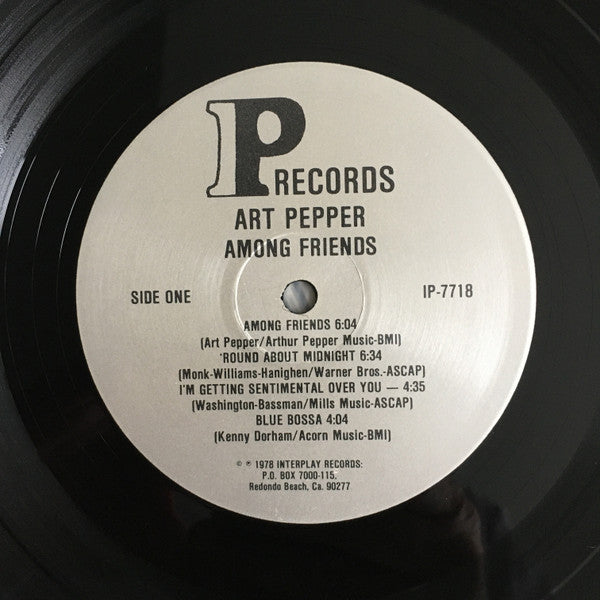 IP RECORDS
ART PEPPER
AMONG FRIENDS
SIDE ONE IP-7718
AMONG FRIENDS 6:04
(Art Pepper/Arthur Pepper Music-BMI)
'ROUND ABOUT MIDNIGHT 6:34
(Monk-Williams-Hanighen/Warner Bros.-ASCAP)
I'M GETTING SENTIMENTAL OVER YOU — 4:35
(Washington-Bassman/Mills Music-ASCAP)
BLUE BOSSA 4:04
(Kenny Dorham/Acorn Music-BMI)
© ℗ 1978 INTERPLAY RECORDS:
P.O. BOX 7000-115,
Redondo Beach, Ca. 90277